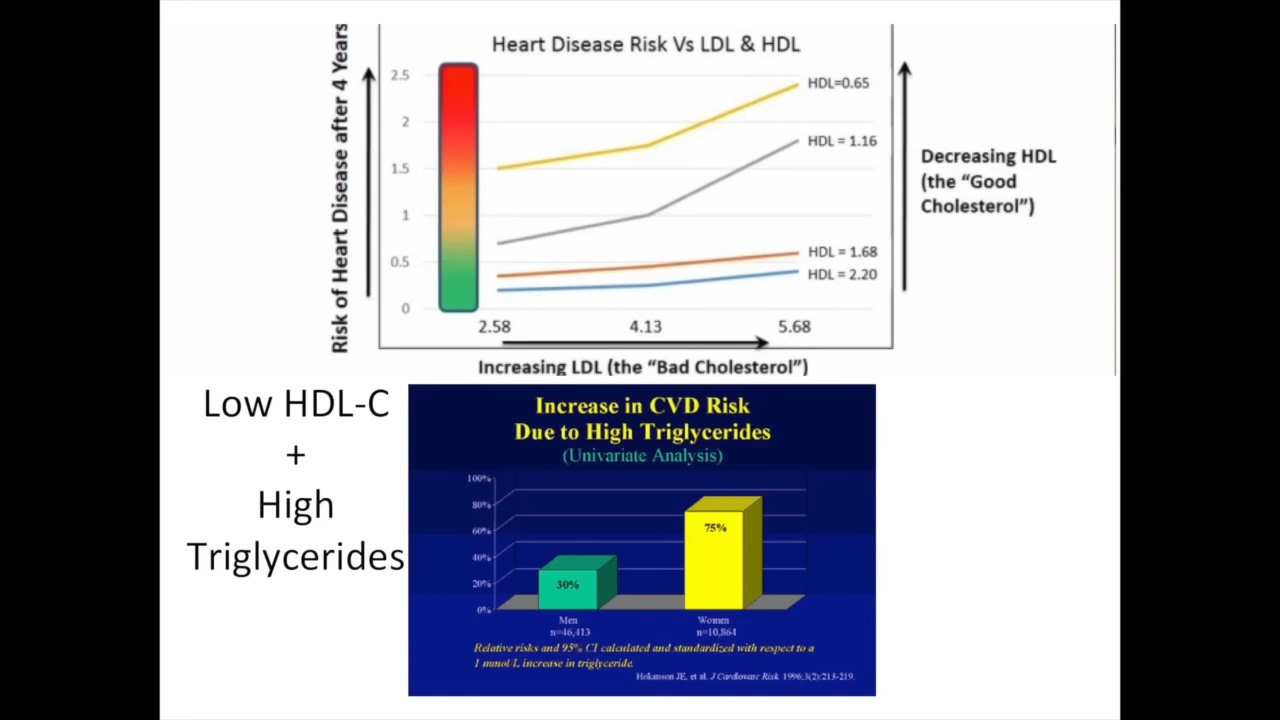 Heart Disease Risk Vs LDL & HDL
Risk of Heart Disease after 4 Years
2.5
2
1.5
1
0.5
0
HDL=0.65
HDL = 1.16
HDL = 1.68
HDL = 2.20
2.58 4.13 5.68
Increasing LDL (the “Bad Cholesterol”)
Decreasing HDL
(the “Good
Cholesterol”)
Low HDL-C
+
High
Triglycerides
Increase in CVD Risk
Due to High Triglycerides
(Univariate Analysis)
100%
80%
60%
40%
20%
0%
30%
75%
Men
n=46,413
Women
n=10,864
Relative risks and 95% CI calculated and standardized with respect to a
1 mmol/L increase in triglyceride.
Hokanson JE, et al. J Cardiovasc Risk 1996;3(2):213-219.